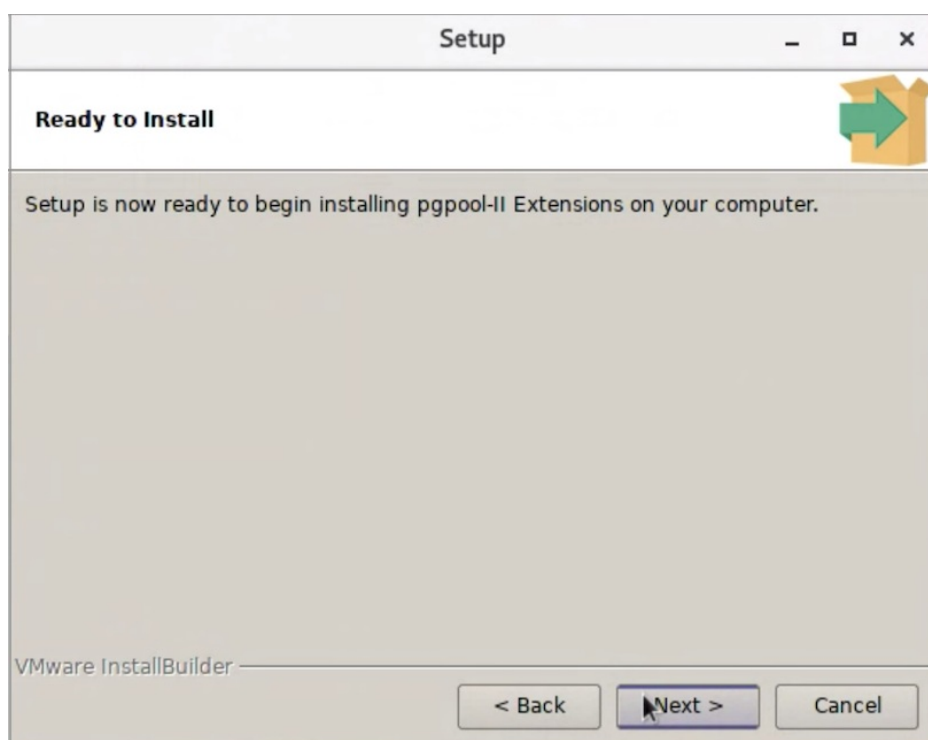 Setup
Ready to Install
Setup is now ready to begin installing pgpool-II Extensions on your computer.
VMware InstallBuilder
< Back
Next >
Cancel